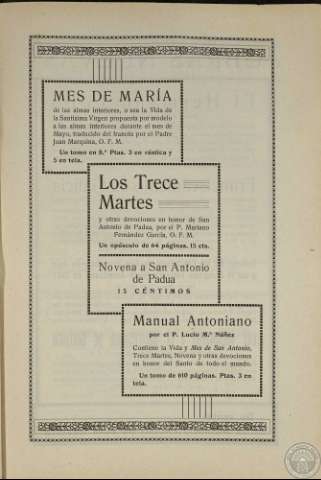 MES DE MARÍA
de las almas interiores, o sea la Vida de
la Santísima Virgen propuesta por modelo
a las almas interiores durante el mes de
Mayo, traducido del francés por el Padre
Juan Marquina, O. F. M.
Un tomo en 8.º Ptas. 3 en rústica y
5 en tela.
Los Trece
Martes
y otras devociones en honor de San
Antonio de Padua, por el P. Mariano
Fernández García, O. F. M.
Un opúsculo de 64 páginas. 15 cts.
Novena a San Antonio
de Padua
15 CÉNTIMOS
Manual Antoniano
por el P. Lucio M.ª Núñez
Contiene la Vida y Mes de San Antonio,
Trece Martes, Novena y otras devociones
en honor del Santo de todo el mundo.
Un tomo de 610 páginas. Ptas. 3 en
tela.